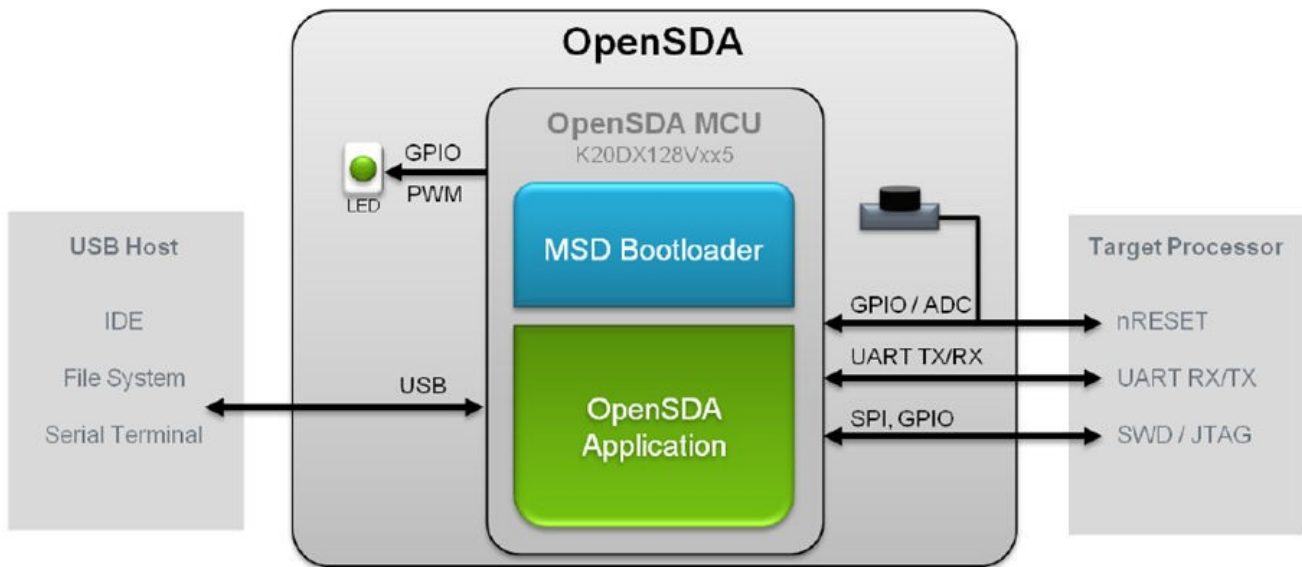 OpenSDA
OpenSDA MCU
K20DX128Vxx5
GPIO
PWM
LED
MSD Bootloader
USB Host
IDE
File System
Serial Terminal
USB
OpenSDA
Application
GPIO / ADC
UART TX/RX
SPI, GPIO
Target Processor
nRESET
UART RX/TX
SWD / JTAG